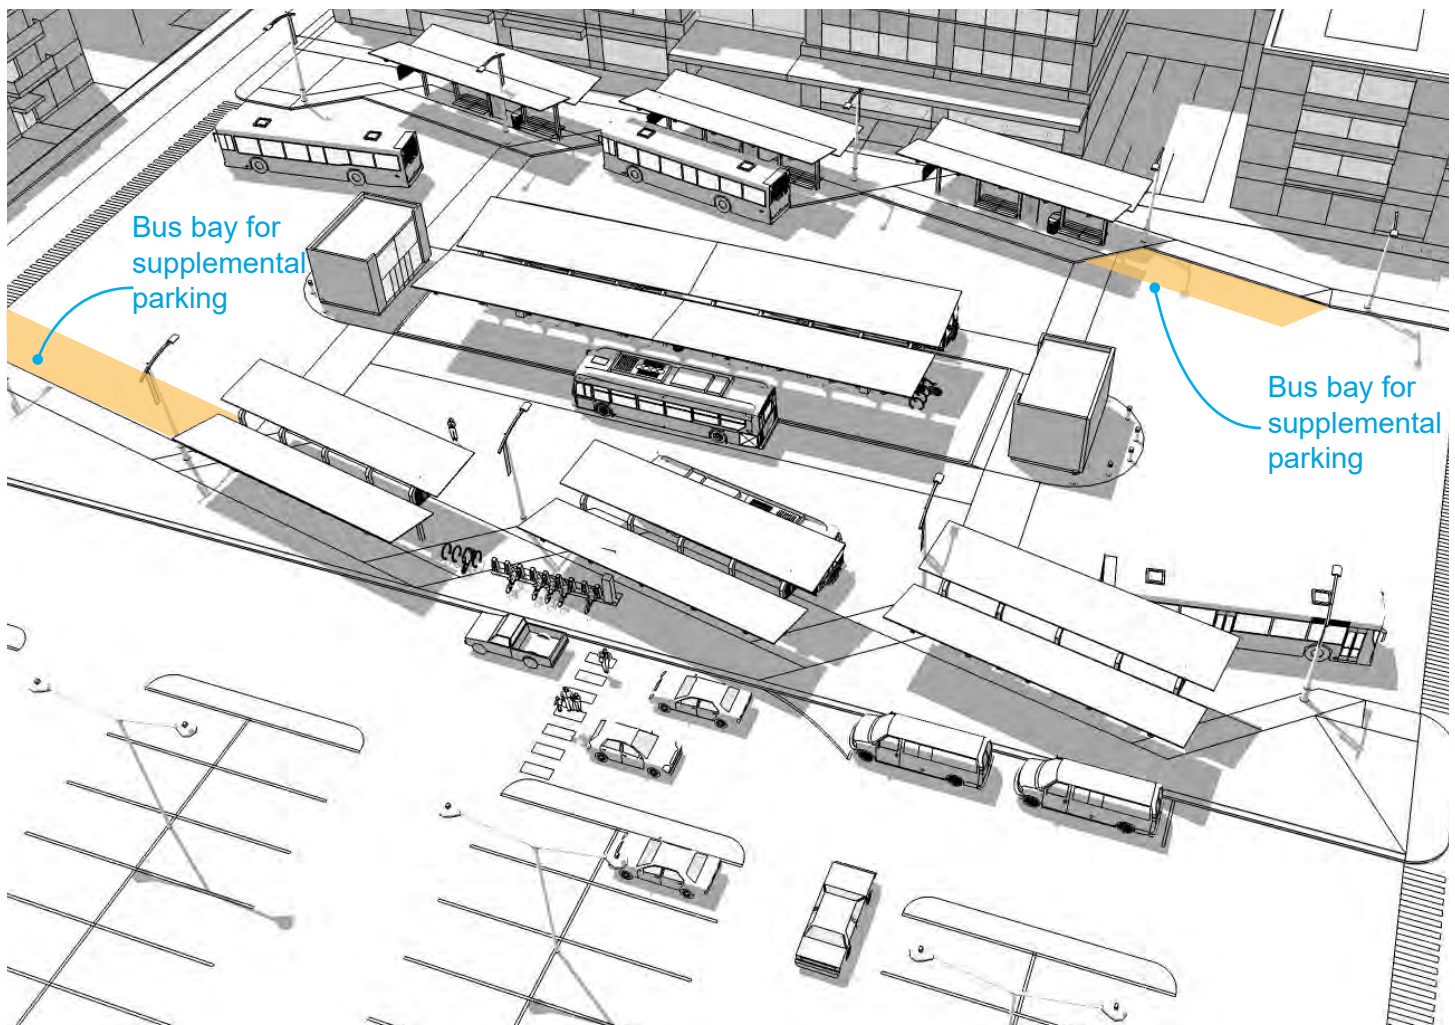 Bus bay for
supplemental
parking
Bus bay for
supplemental
parking